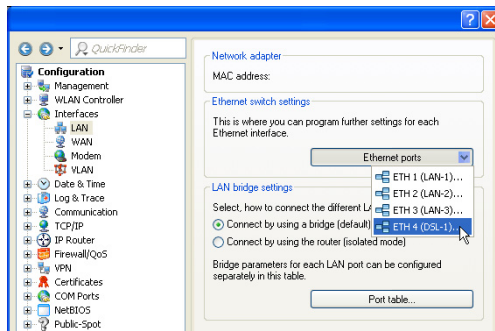 QuickFinder
Configuration
Management
WLAN Controller
Interfaces
LAN
WAN
Modem
VLAN
Date & Time
Log & Trace
Communication
TCP/IP
IP Router
Firewall/QoS
VPN
Certificates
COM Ports
NetBIOS
Public-Spot
Network adapter
MAC address:
Ethernet switch settings
This is where you can program further settings for each
Ethernet interface.
Ethernet ports
ETH 1 (LAN-1)...
ETH 2 (LAN-2)...
ETH 3 (LAN-3)...
ETH 4 (DSL-1)...
LAN bridge settings
Select, how to connect the different
Connect by using a bridge (default)
Connect by using the router (isolated mode)
Bridge parameters for each LAN port can be configured
separately in this table.
Port table...